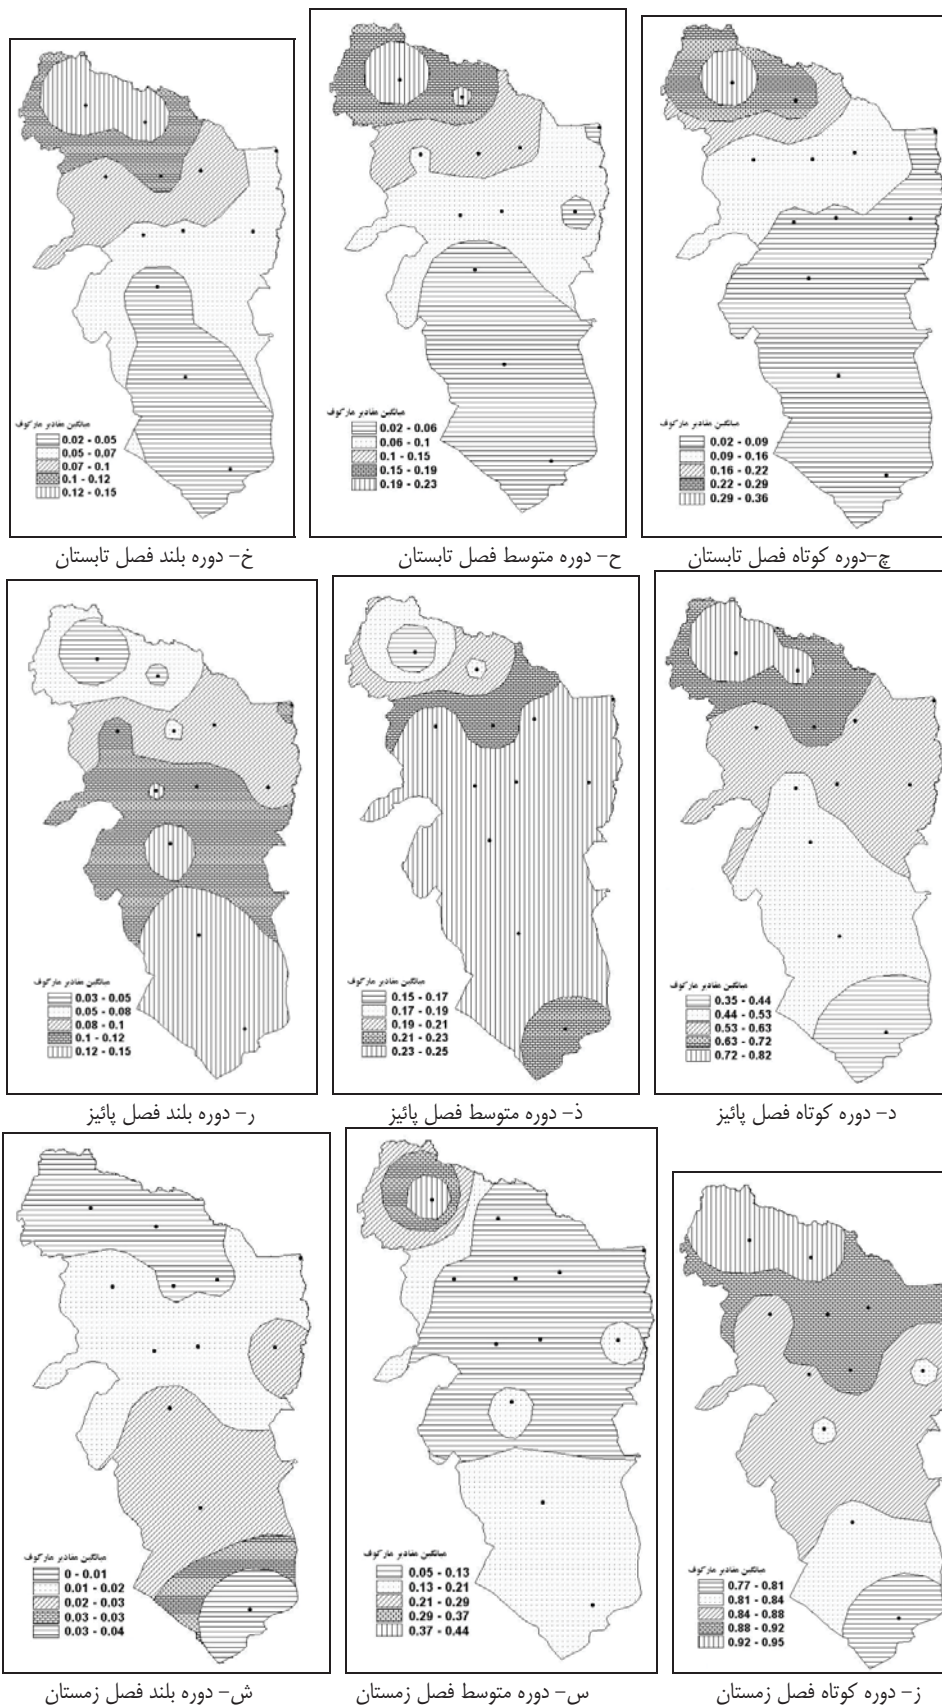 میانگین مقادیر مارکوف
0.02 - 0.09
0.09 - 0.16
0.16 - 0.22
0.22 - 0.29
0.29 - 0.36
چ-دوره کوتاه فصل تابستان
میانگین مقادیر مارکوف
0.02 - 0.06
0.06 - 0.1
0.1 - 0.15
0.15 - 0.19
0.19 - 0.23
ح- دوره متوسط فصل تابستان
میانگین مقادیر مارکوف
0.02 - 0.05
0.05 - 0.07
0.07 - 0.1
0.1 - 0.12
0.12 - 0.15
خ- دوره بلند فصل تابستان
میانگین مقادیر مارکوف
0.35 - 0.44
0.44 - 0.53
0.53 - 0.63
0.63 - 0.72
0.72 - 0.82
د- دوره کوتاه فصل پائیز
میانگین مقادیر مارکوف
0.15 - 0.17
0.17 - 0.19
0.19 - 0.21
0.21 - 0.23
0.23 - 0.25
ذ- دوره متوسط فصل پائیز
میانگین مقادیر مارکوف
0.03 - 0.05
0.05 - 0.08
0.08 - 0.1
0.1 - 0.12
0.12 - 0.15
ر- دوره بلند فصل پائیز
میانگین مقادیر مارکوف
0.77 - 0.81
0.81 - 0.84
0.84 - 0.88
0.88 - 0.92
0.92 - 0.95
ز- دوره کوتاه فصل زمستان
میانگین مقادیر مارکوف
0.05 - 0.13
0.13 - 0.21
0.21 - 0.29
0.29 - 0.37
0.37 - 0.44
س- دوره متوسط فصل زمستان
میانگین مقادیر مارکوف
0 - 0.01
0.01 - 0.02
0.02 - 0.03
0.03 - 0.03
0.03 - 0.04
ش- دوره بلند فصل زمستان